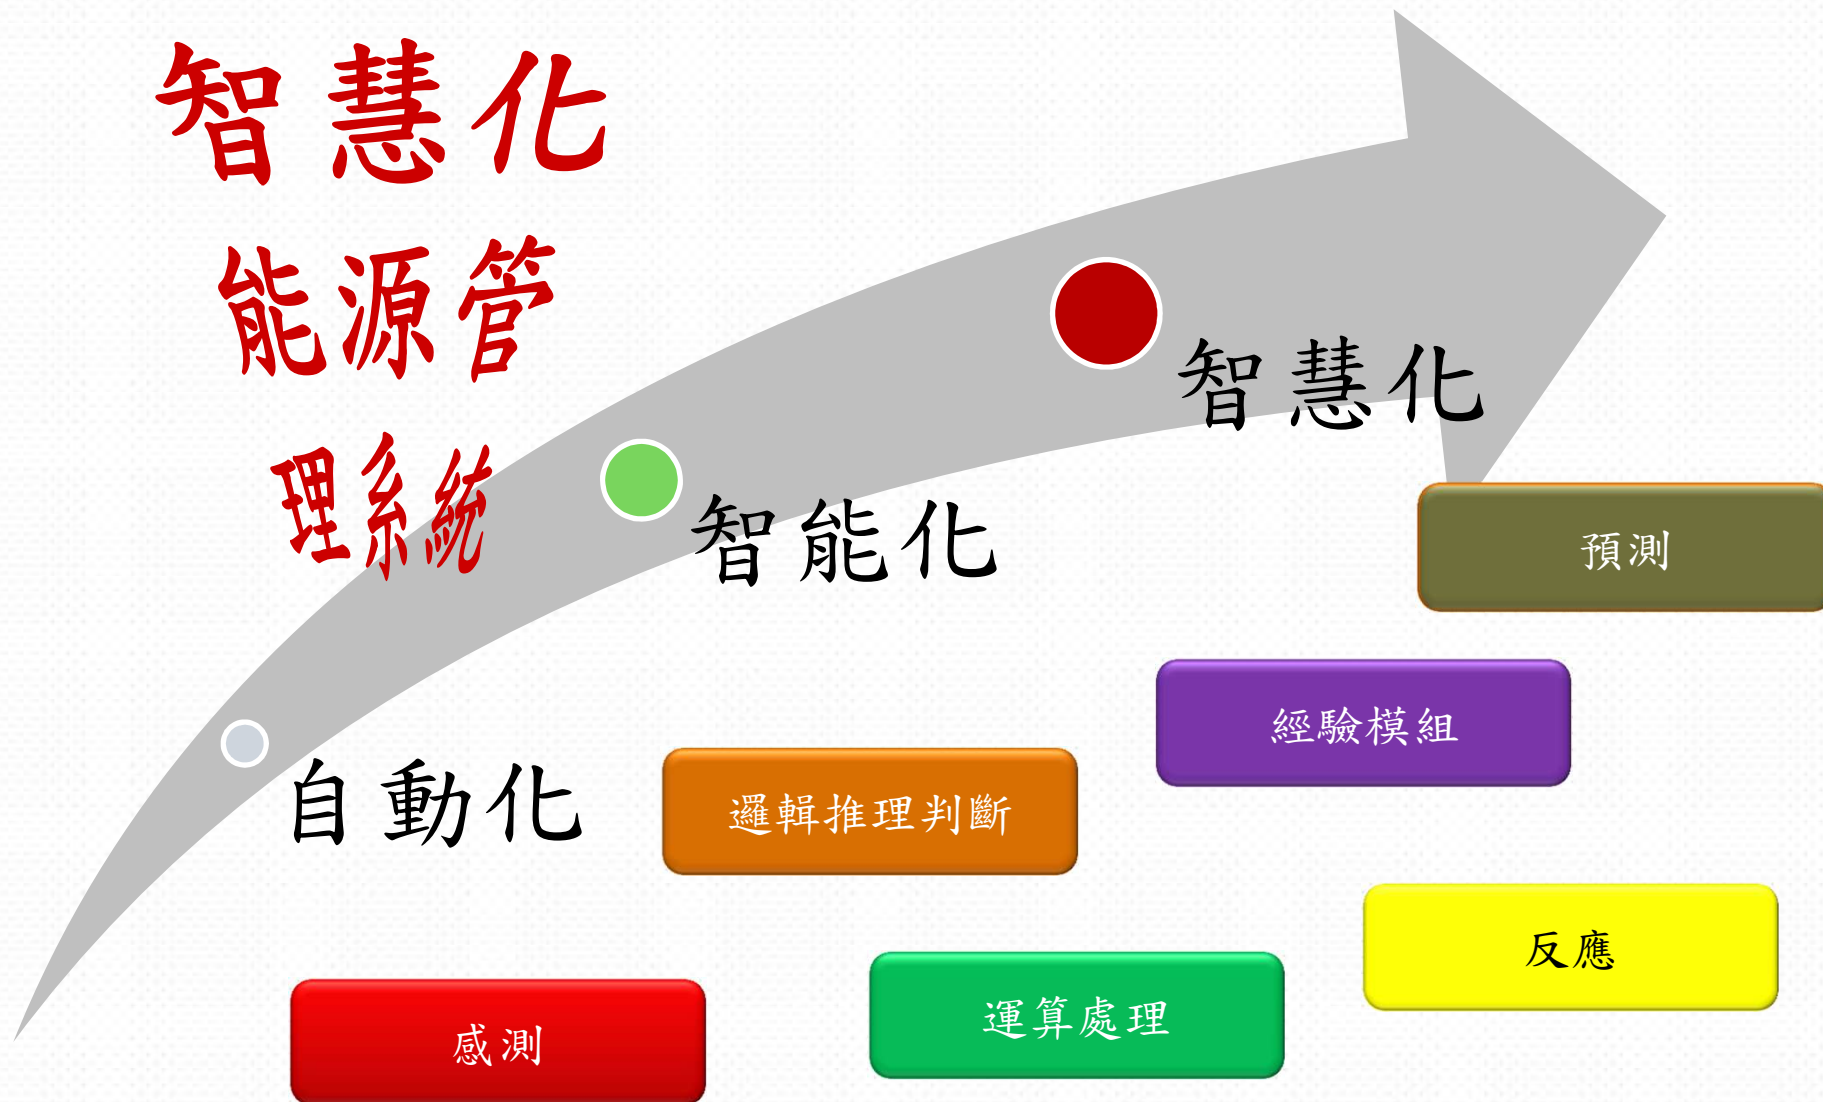 智慧化
能源管
理系統
智慧化
智能化
自動化
預測
經驗模組
邏輯推理判斷
反應
運算處理
感測